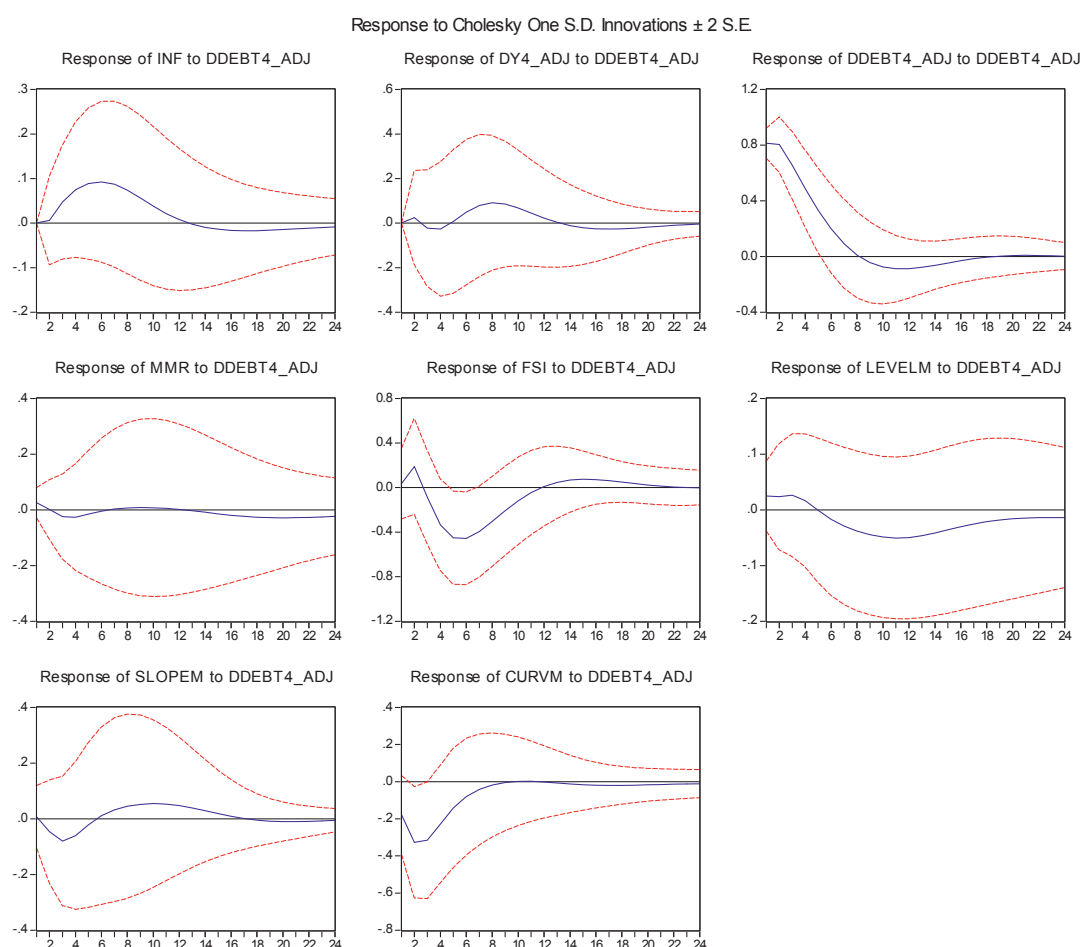 Response to Cholesky One S.D. Innovations ± 2 S.E.
Response of INF to DDEBT4_ADJ
.3
.2
.1
.0
-.1
-.2
2 4 6 8 10 12 14 16 18 20 22 24
Response of DY4_ADJ to DDEBT4_ADJ
.6
.4
.2
.0
-.2
-.4
2 4 6 8 10 12 14 16 18 20 22 24
Response of DDEBT4_ADJ to DDEBT4_ADJ
1.2
0.8
0.4
0.0
-0.4
2 4 6 8 10 12 14 16 18 20 22 24
Response of MMR to DDEBT4_ADJ
.4
.2
.0
-.2
-.4
2 4 6 8 10 12 14 16 18 20 22 24
Response of FSI to DDEBT4_ADJ
0.8
0.4
0.0
-0.4
-0.8
-1.2
2 4 6 8 10 12 14 16 18 20 22 24
Response of LEVELM to DDEBT4_ADJ
.2
.1
.0
-.1
-.2
2 4 6 8 10 12 14 16 18 20 22 24
Response of SLOPEM to DDEBT4_ADJ
.4
.2
.0
-.2
-.4
2 4 6 8 10 12 14 16 18 20 22 24
Response of CURVM to DDEBT4_ADJ
.4
.2
.0
-.2
-.4
-.6
-.8
2 4 6 8 10 12 14 16 18 20 22 24